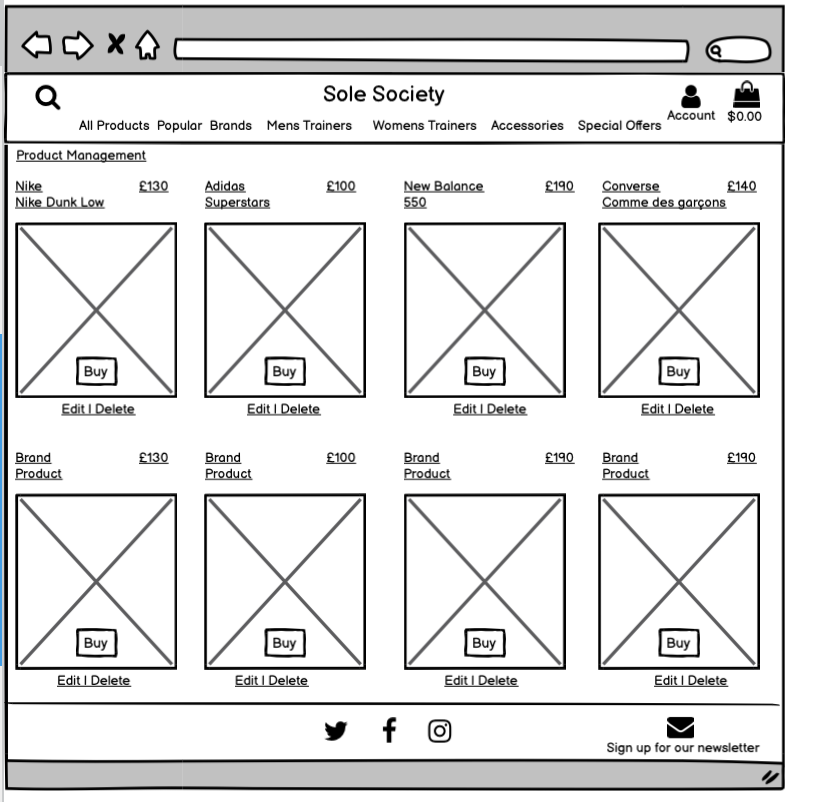 Sole Society
Account $0.00
All Products Popular Brands Mens Trainers Womens Trainers Accessories Special Offers
Product Management
Nike £130 Adidas £100 New Balance £190 Converse £140
Nike Dunk Low Superstars 550 Comme des garçons
Buy Buy Buy Buy
Edit | Delete Edit | Delete Edit | Delete Edit | Delete
Brand £130 Brand £100 Brand £190 Brand £190
Product Product Product Product
Buy Buy Buy Buy
Edit | Delete Edit | Delete Edit | Delete Edit | Delete
Sign up for our newsletter